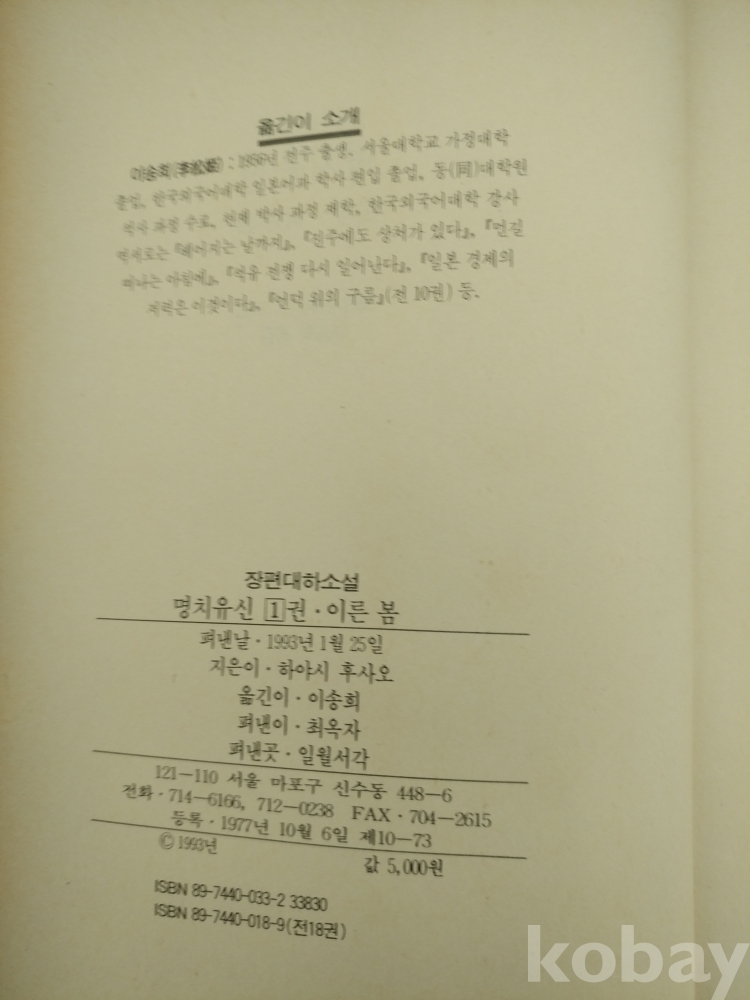 옮긴이 소개
이송희(李松姬) : 1956년 전주 출생. 서울대학교 가정대학
졸업, 한국외국어대학 일본어과 학사 편입 졸업, 동(同)대학원
석사 과정 수료, 현재 박사 과정 재학, 한국외국어대학 강사
역서로는 『헤어지는 날까지』, 『진주에도 상처가 있다』, 『먼길
떠나는 아침에』, 『석유 전쟁 다시 일어난다』, 『일본 경제의
저력은 이것이다』, 『언덕 위의 구름』(전 10권) 등.
장편대하소설
명치유신 1권·이른 봄
펴낸날·1993년 1월 25일
지은이·하야시 후사오
옮긴이·이송희
펴낸이·최옥자
펴낸곳·일월서각
121-110 서울 마포구 신수동 448-6
전화·714-6166, 712-0238 FAX·704-2615
등록·1977년 10월 6일 제10-73
©1993년
값 5,000원
ISBN 89-7440-033-2 33830
ISBN 89-7440-018-9(전18권)
kobay